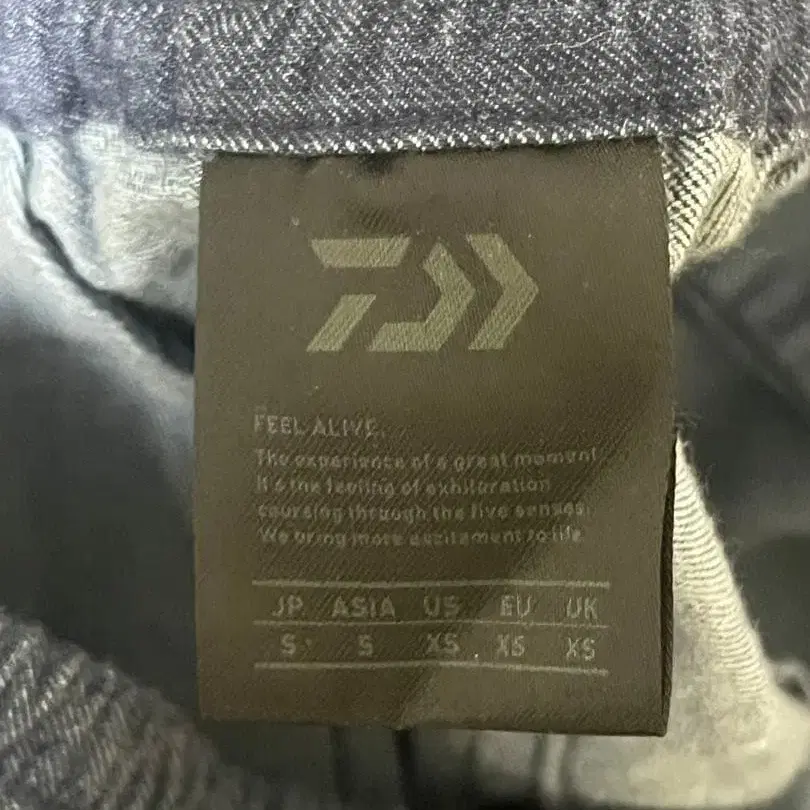 FEEL ALIVE.
The experience of a great moment
It's the feeling of exhilaration
coursing through the five senses.
We bring more excitement to life
JP ASIA US EU UK
S S XS XS XS